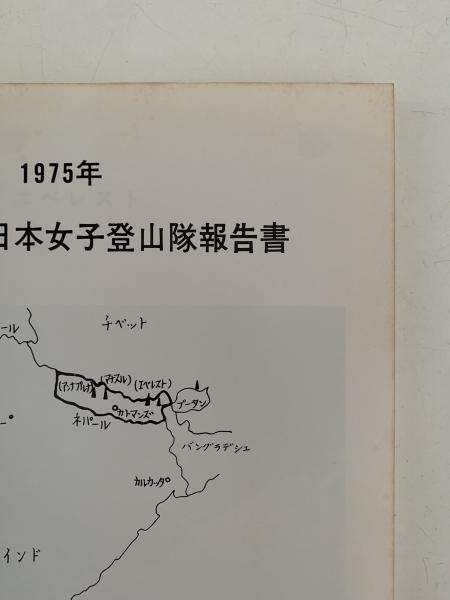 1975年
日本女子登山隊報告書
ール
チベット
(アンナプルナ) (マナスル) (エベレスト)
ブータン
カトマンズ
ネパール
バングラデシュ
カルカッタ
インド